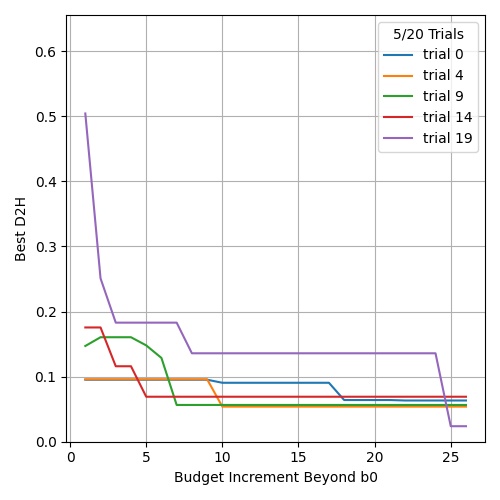 5/20 Trials
trial 0
trial 4
trial 9
trial 14
trial 19
Best D2H
0.6
0.5
0.4
0.3
0.2
0.1
0.0
0 5 10 15 20 25
Budget Increment Beyond b0